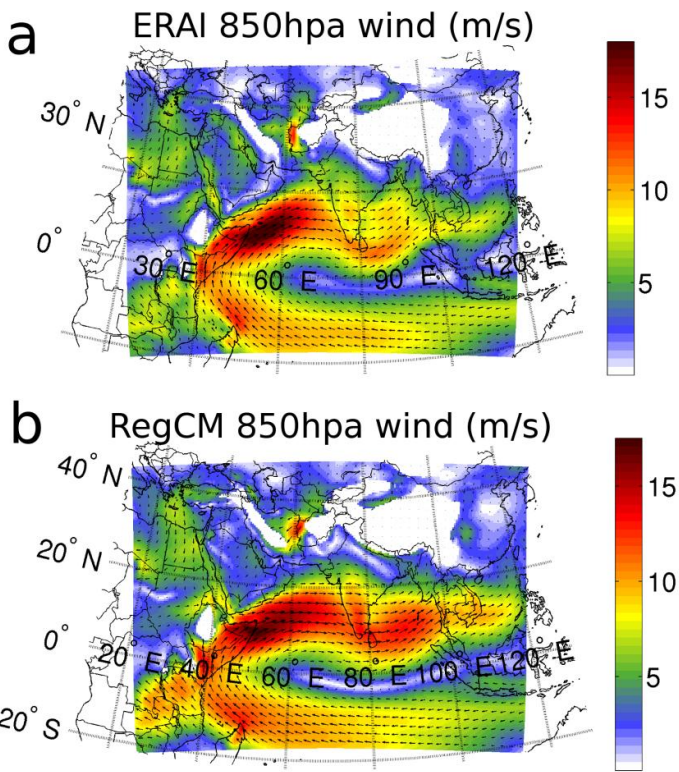 a
ERAI 850hpa wind (m/s)
30° N
0°
30° E
60° E
90° E
120° E
15
10
5
b
RegCM 850hpa wind (m/s)
40° N
20° N
0°
20° S
20° E
40° E
60° E
80° E
100° E
120° E
15
10
5